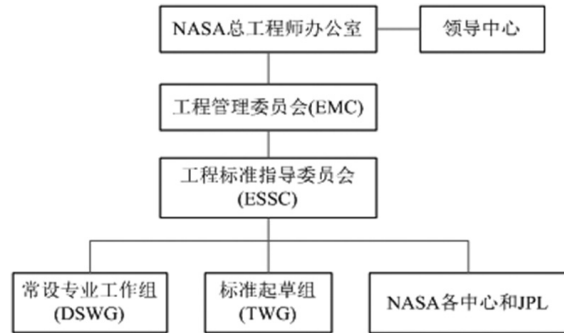 NASA总工程师办公室
领导中心
工程管理委员会(EMC)
工程标准指导委员会
(ESSC)
常设专业工作组
(DSWG)
标准起草组
(TWG)
NASA各中心和JPL